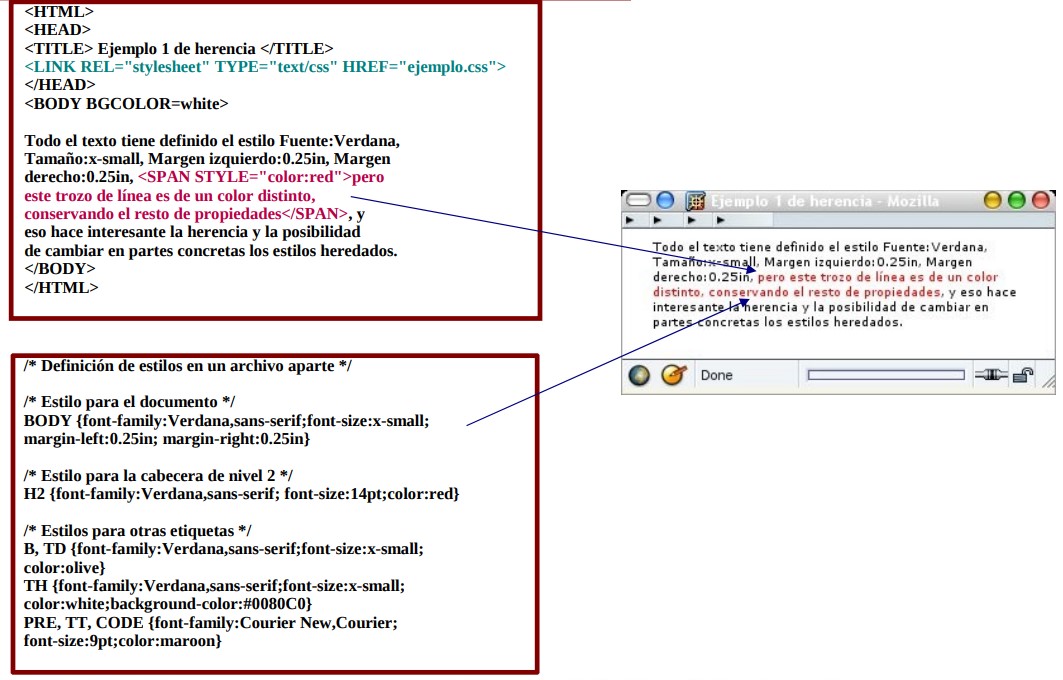 <HTML>
<HEAD>
<TITLE> Ejemplo 1 de herencia </TITLE>
<LINK REL="stylesheet" TYPE="text/css" HREF="ejemplo.css">
</HEAD>
<BODY BGCOLOR=white>
Todo el texto tiene definido el estilo Fuente:Verdana,
Tamaño:x-small, Margen izquierdo:0.25in, Margen
derecho:0.25in, <SPAN STYLE="color:red">pero
este trozo de línea es de un color distinto,
conservando el resto de propiedades</SPAN>, y
eso hace interesante la herencia y la posibilidad
de cambiar en partes concretas los estilos heredados.
</BODY>
</HTML>
Ejemplo 1 de herencia - Mozilla
Todo el texto tiene definido el estilo Fuente:Verdana,
Tamaño:x-small, Margen izquierdo:0.25in, Margen
derecho:0.25in, pero este trozo de línea es de un color
distinto, conservando el resto de propiedades, y eso hace
interesante la herencia y la posibilidad de cambiar en
partes concretas los estilos heredados.
Done
/* Definición de estilos en un archivo aparte */
/* Estilo para el documento */
BODY {font-family:Verdana,sans-serif;font-size:x-small;
margin-left:0.25in; margin-right:0.25in}
/* Estilo para la cabecera de nivel 2 */
H2 {font-family:Verdana,sans-serif; font-size:14pt;color:red}
/* Estilos para otras etiquetas */
B, TD {font-family:Verdana,sans-serif;font-size:x-small;
color:olive}
TH {font-family:Verdana,sans-serif;font-size:x-small;
color:white;background-color:#0080C0}
PRE, TT, CODE {font-family:Courier New,Courier;
font-size:9pt;color:maroon}